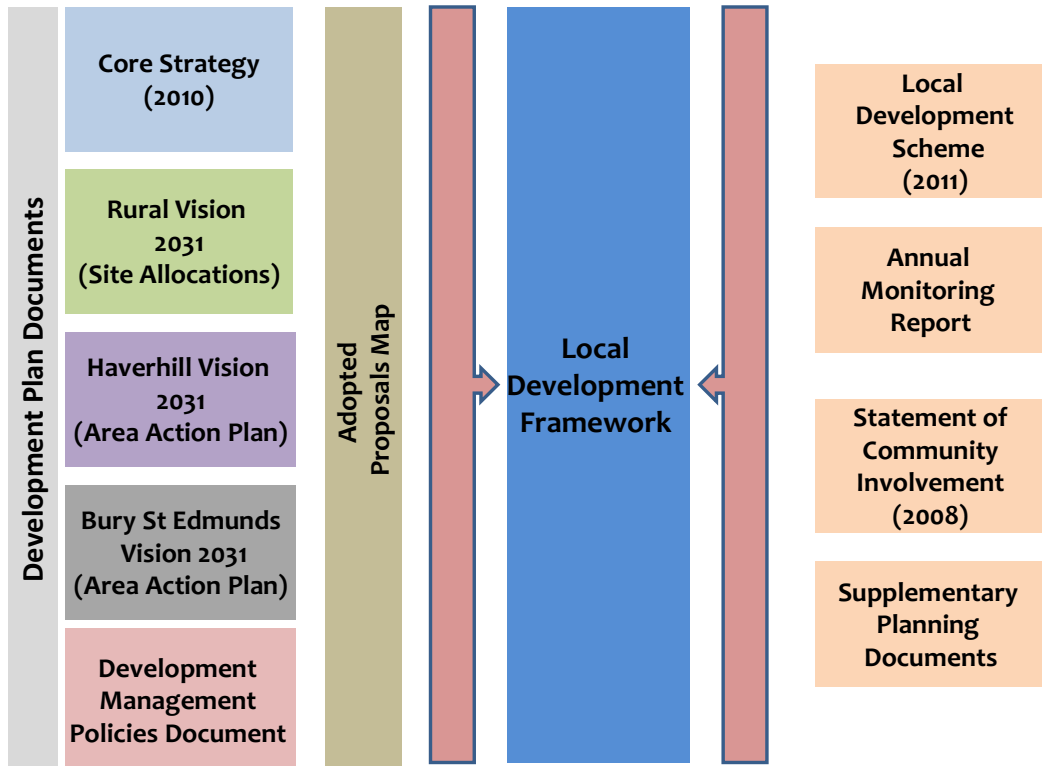 Development Plan Documents
Core Strategy
(2010)
Rural Vision
2031
(Site Allocations)
Haverhill Vision
2031
(Area Action Plan)
Bury St Edmunds
Vision 2031
(Area Action Plan)
Development
Management
Policies Document
Adopted
Proposals Map
Local
Development
Framework
Local
Development
Scheme
(2011)
Annual
Monitoring
Report
Statement of
Community
Involvement
(2008)
Supplementary
Planning
Documents